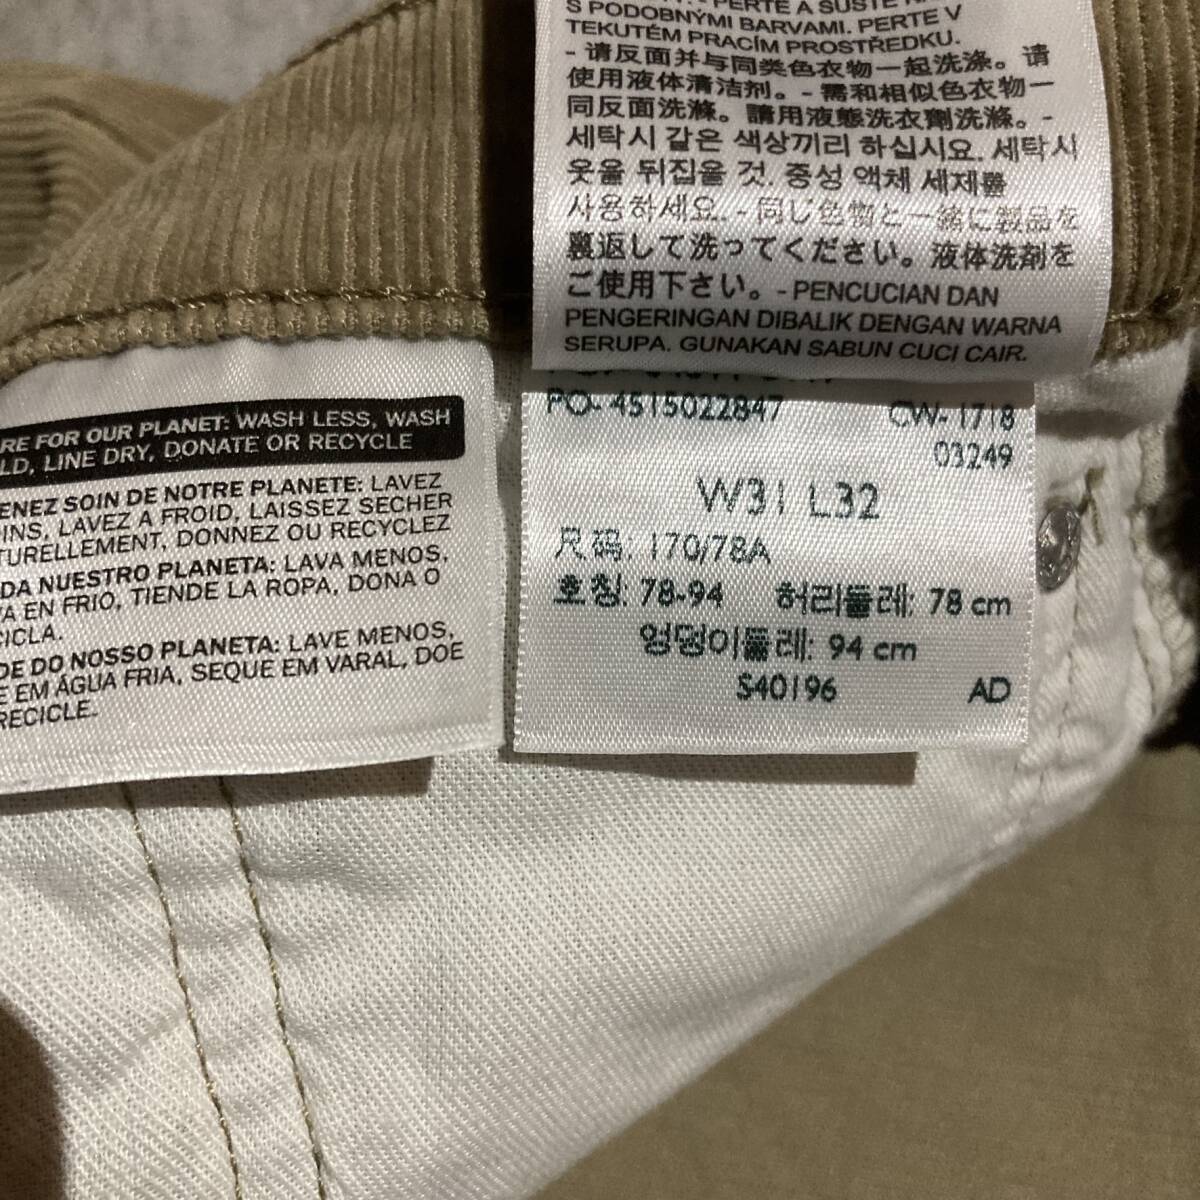 S PODOBNÝMI BARVAMI. PERTE V
TEKUTÉM PRACÍM PROSTŘEDKU.
- 请反面并与同类色衣物一起洗涤。请
使用液体清洁剂。- 需和相似色衣物一
同反面洗滌。請用液態洗衣劑洗滌。-
세탁시 같은 색상끼리 하십시요. 세탁시
옷을 뒤집을 것. 중성 액체 세제를
사용하세요. - 同じ色物と一緒に製品を
裏返して洗ってください。液体洗剤を
ご使用下さい。- PENCUCIAN DAN
PENGERINGAN DIBALIK DENGAN WARNA
SERUPA. GUNAKAN SABUN CUCI CAIR.
RE FOR OUR PLANET: WASH LESS, WASH
LD, LINE DRY, DONATE OR RECYCLE
ENEZ SOIN DE NOTRE PLANETE: LAVEZ
OINS, LAVEZ A FROID, LAISSEZ SECHER
TURELLEMENT, DONNEZ OU RECYCLEZ
DA NUESTRO PLANETA: LAVA MENOS,
VA EN FRIO, TIENDE LA ROPA, DONA O
CICLA.
DE DO NOSSO PLANETA: LAVE MENOS,
E EM ÁGUA FRIA, SEQUE EM VARAL, DOE
RECICLE.
PO- 4515022847 CW- 1718
03249
W31 L32
尺码: 170/78A
호칭: 78-94 허리둘레: 78 cm
엉덩이둘레: 94 cm
S40196 AD